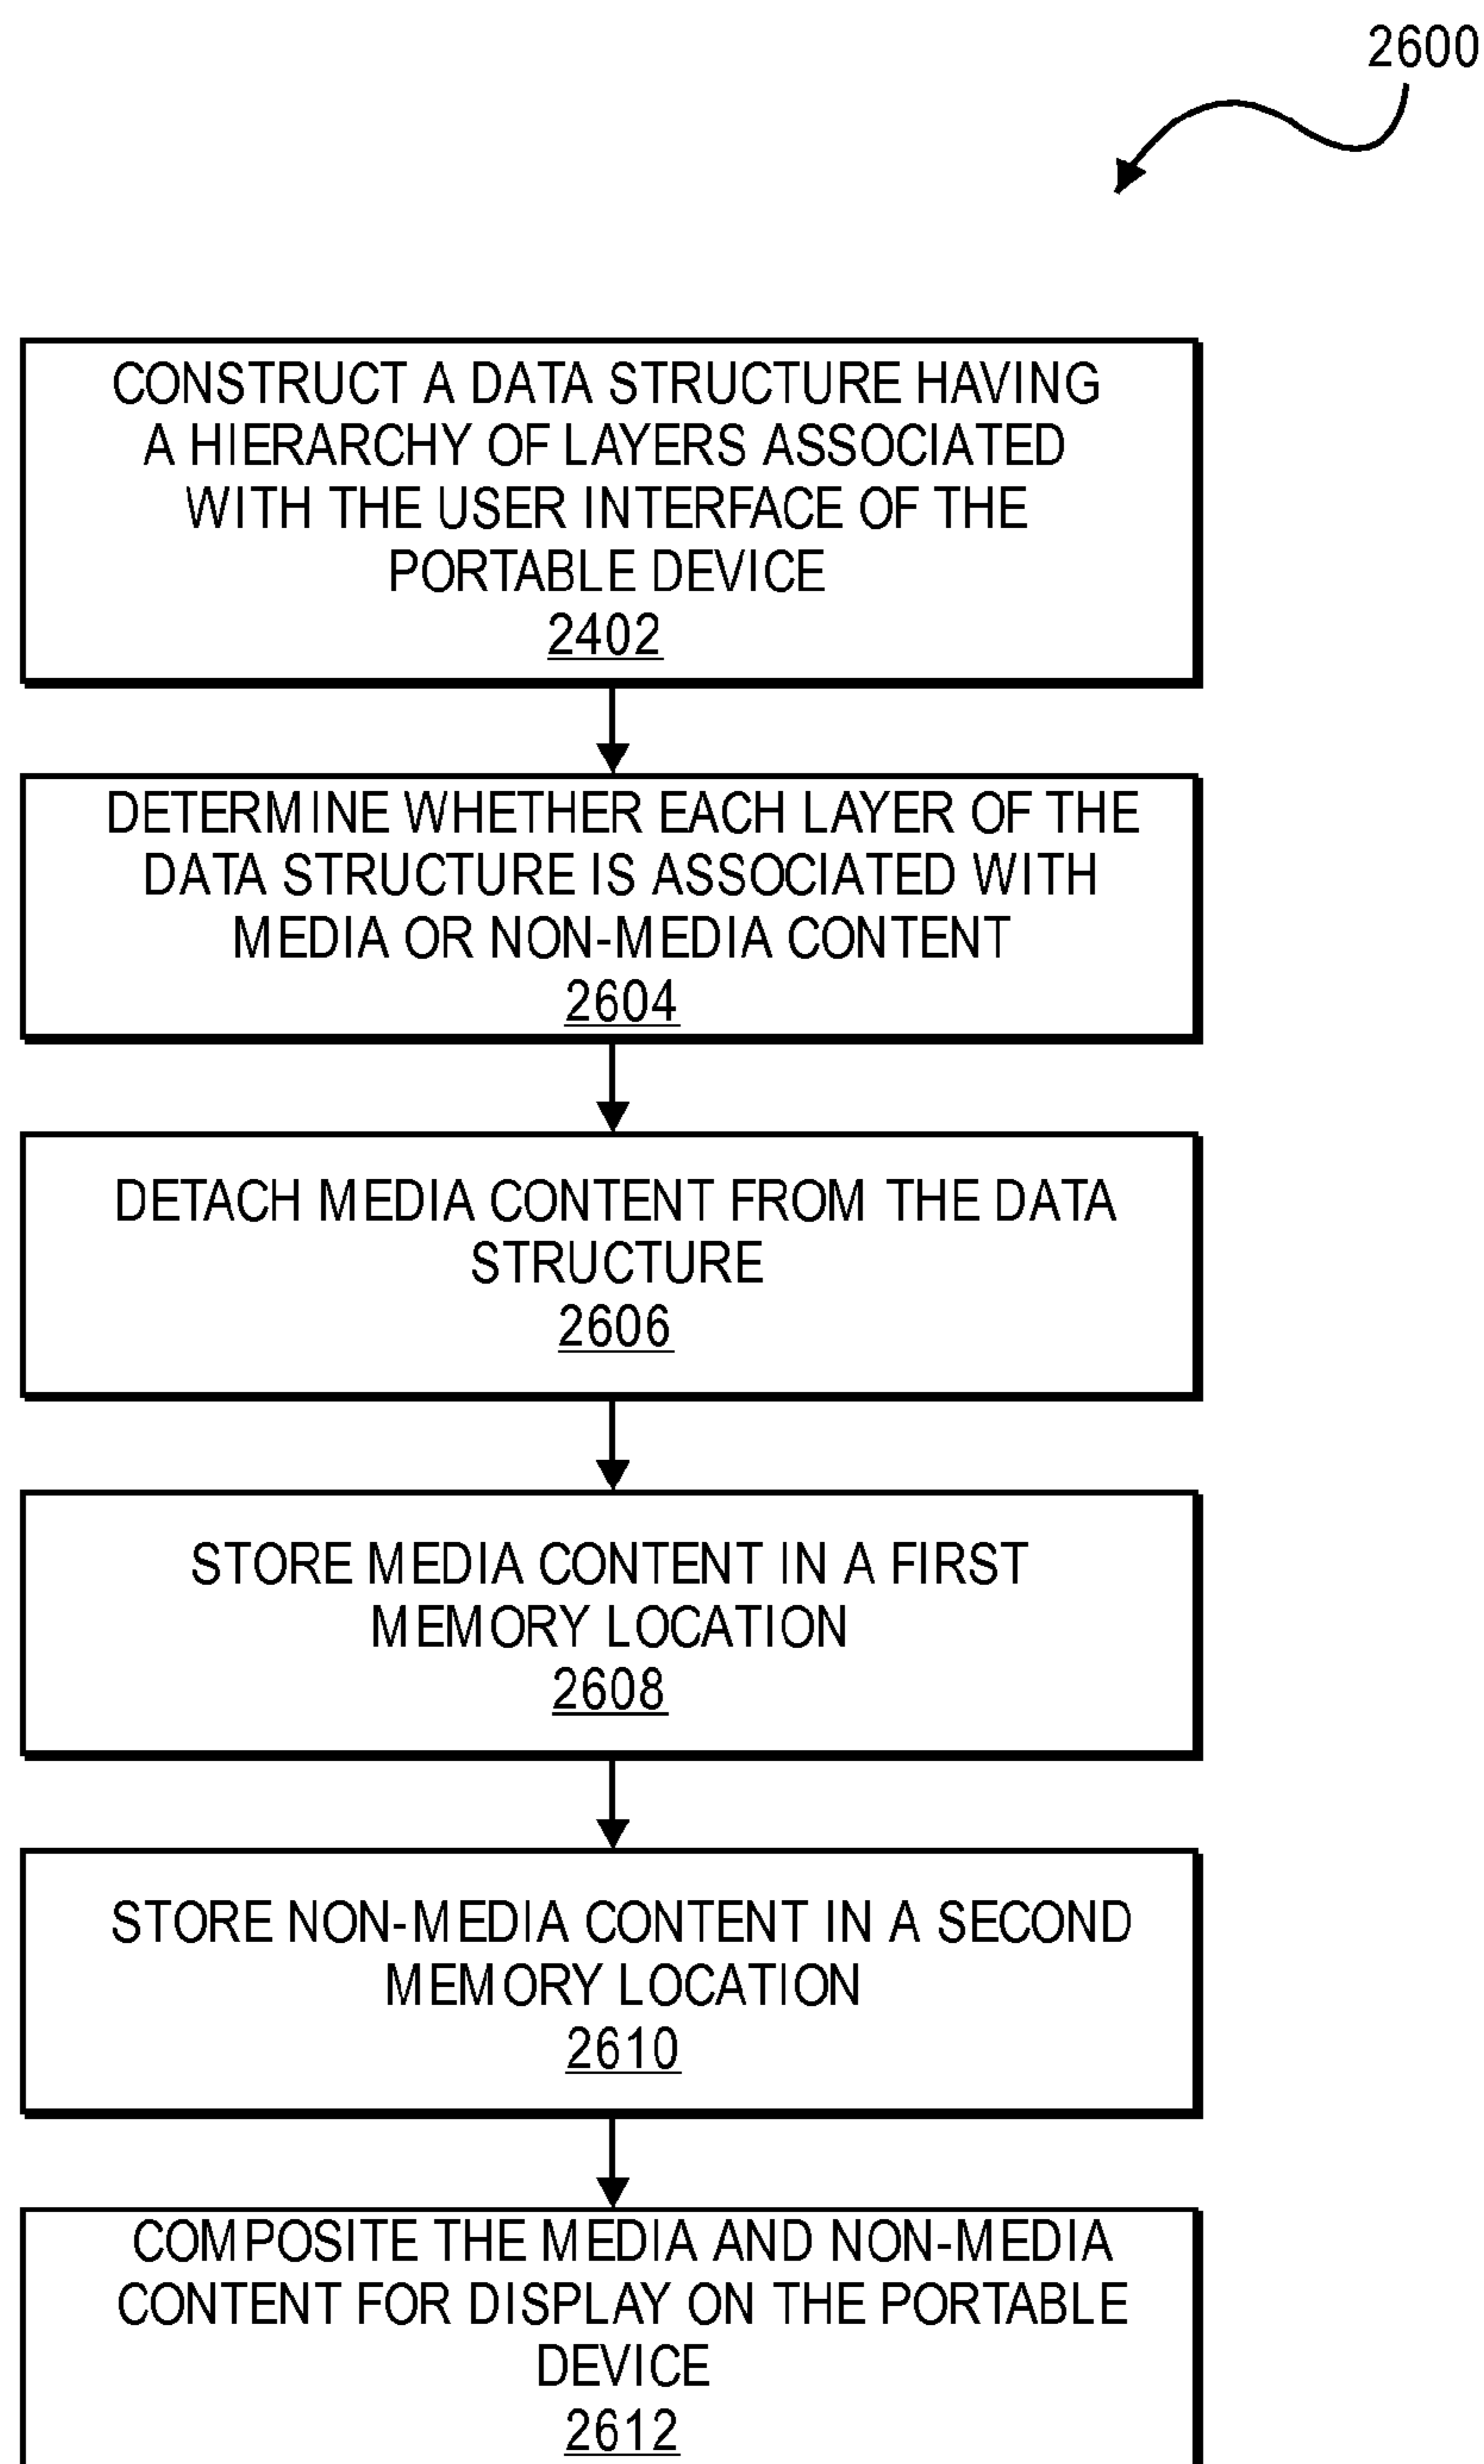 2600
CONSTRUCT A DATA STRUCTURE HAVING
A HIERARCHY OF LAYERS ASSOCIATED
WITH THE USER INTERFACE OF THE
PORTABLE DEVICE
2402
DETERMINE WHETHER EACH LAYER OF THE
DATA STRUCTURE IS ASSOCIATED WITH
MEDIA OR NON-MEDIA CONTENT
2604
DETACH MEDIA CONTENT FROM THE DATA
STRUCTURE
2606
STORE MEDIA CONTENT IN A FIRST
MEMORY LOCATION
2608
STORE NON-MEDIA CONTENT IN A SECOND
MEMORY LOCATION
2610
COMPOSITE THE MEDIA AND NON-MEDIA
CONTENT FOR DISPLAY ON THE PORTABLE
DEVICE
2612